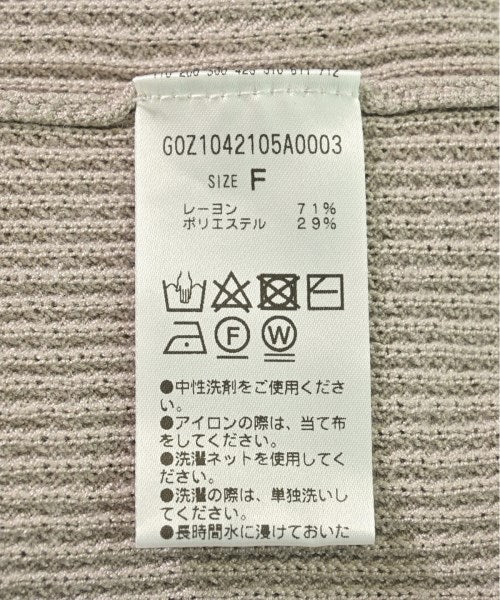 G0Z1042105A0003
SIZE F
レーヨン 71%
ポリエステル 29%
F W
●中性洗剤をご使用くださ
い。
●アイロンの際は、当て布
をしてください。
●洗濯ネットを使用してく
ださい。
●洗濯の際は、単独洗いし
てください。
●長時間水に浸けておいた